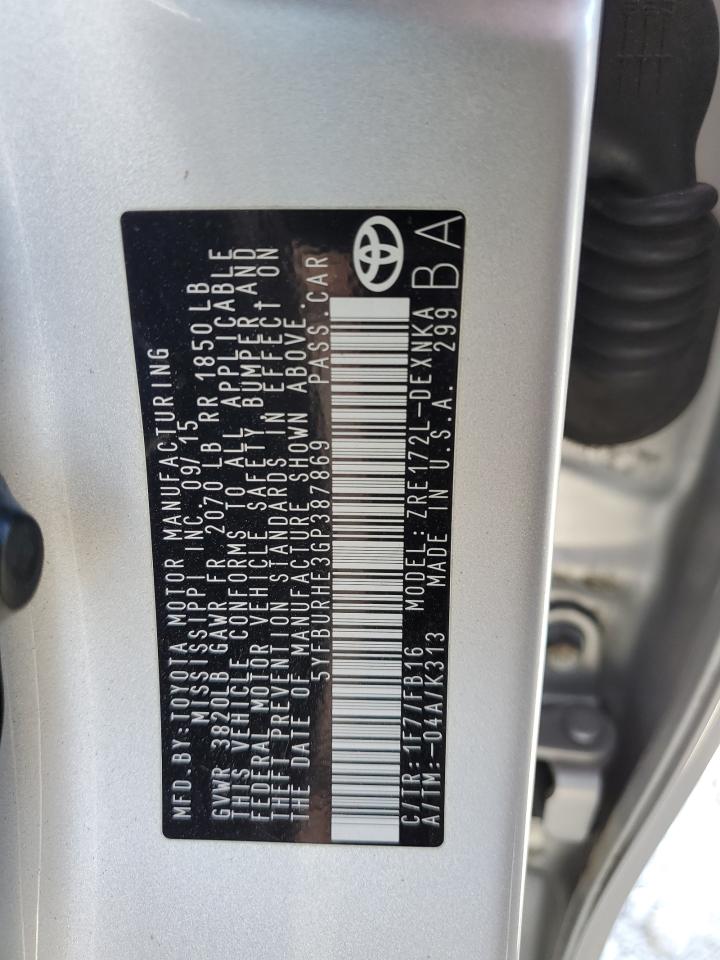 MFD.BY:TOYOTA MOTOR MANUFACTURING
MISSISSIPPI INC.09/15
GVWR 3820LB GAWR FR 2070 LB RR 1850 LB
THIS VEHICLE CONFORMS TO ALL APPLICABLE
FEDERAL MOTOR VEHICLE SAFETY, BUMPER AND
THEFT PREVENTION STANDARDS IN EFFECT ON
THE DATE OF MANUFACTURE SHOWN ABOVE.
5YFBURHE3GP387869 PASS.CAR
C/TR:1F7/FB16 MODEL:ZRE172L-DEXNKA
A/TM:-04A/K313 MADE IN U.S.A. 299
BA